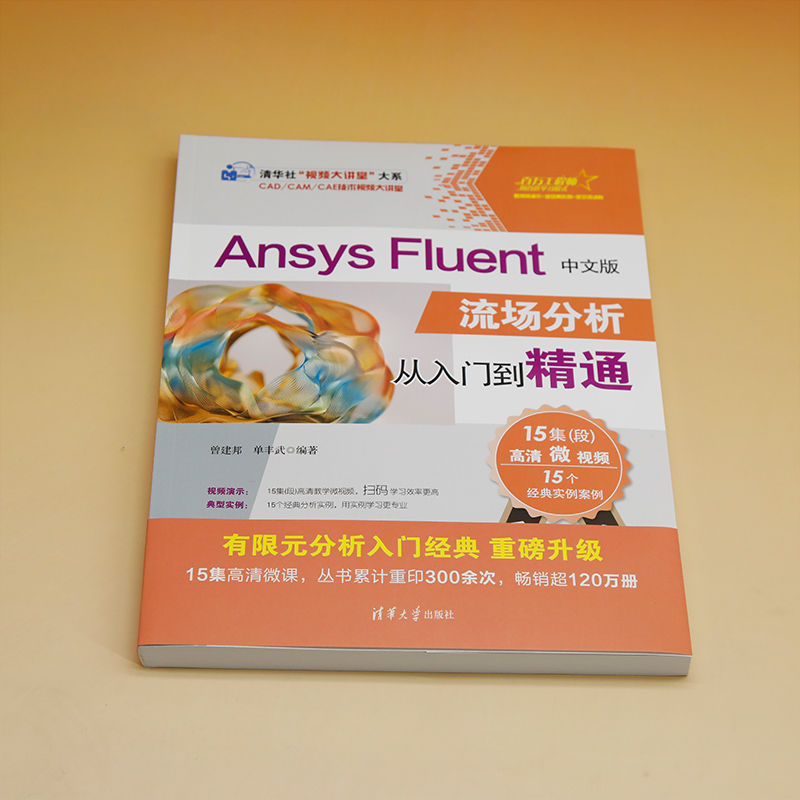 清华社“视频大讲堂”大系
CAD/CAM/CAE技术视频大讲堂
百万工程师
Ansys Fluent 中文版
流场分析
从入门到精通
曾建邦 单丰武◎编著
15集(段)
高清 微 视频
15个
经典实例案例
视频演示： 15集(段)高清教学微视频，扫码学习效率更高
典型实例： 15个经典分析实例，用实例学习更专业
有限元分析入门经典 重磅升级
15集高清微课，丛书累计重印300余次，畅销超120万册
清华大学出版社